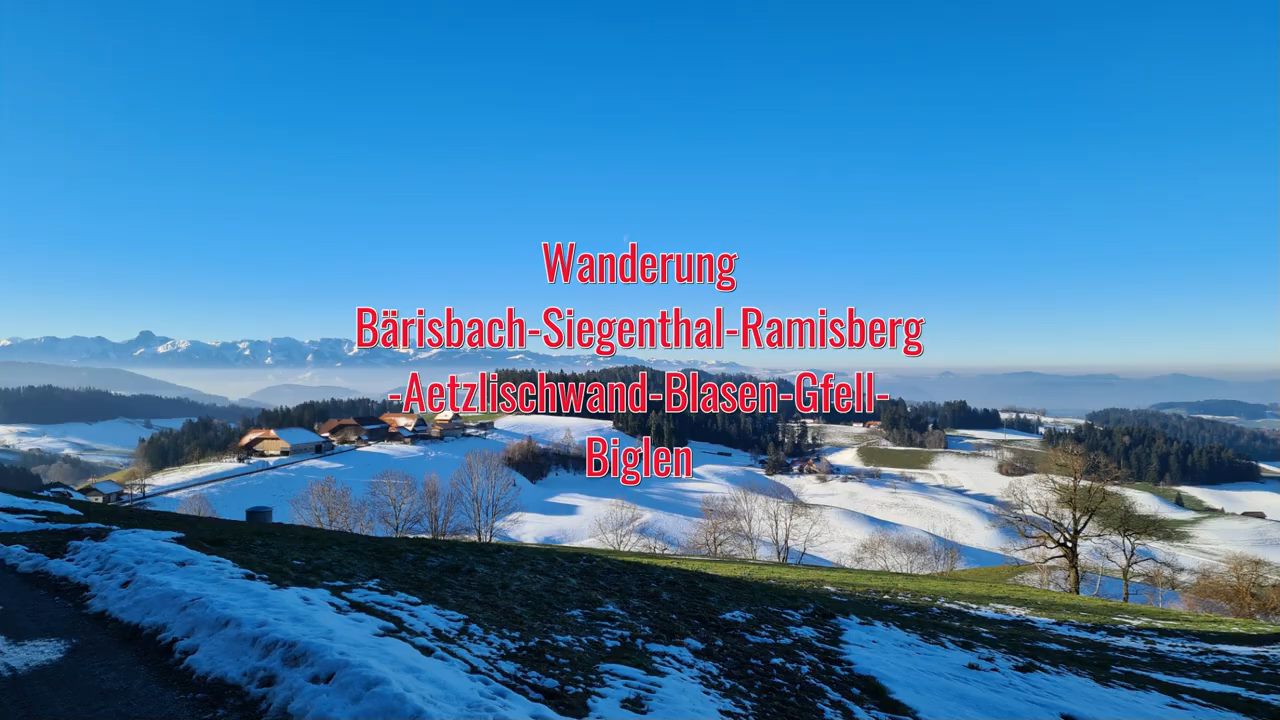 Wanderung
Bärisbach-Siegenthal-Ramisberg
-Aetzlischwand-Blasen-Gfell-
Biglen